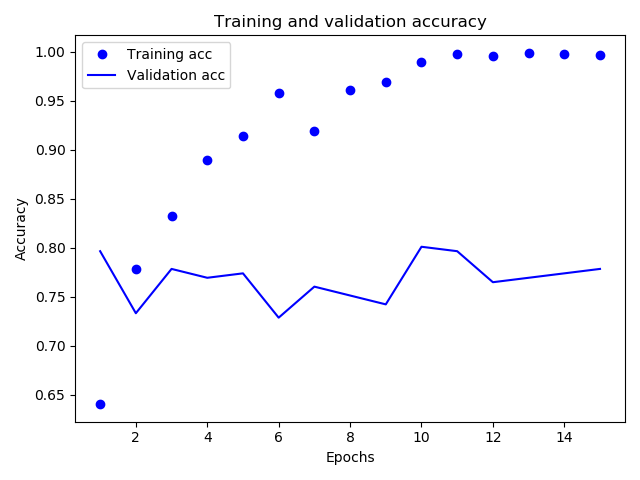 Training and validation accuracy
Training acc
Validation acc
1.00
0.95
0.90
0.85
0.80
0.75
0.70
0.65
Accuracy
2 4 6 8 10 12 14
Epochs